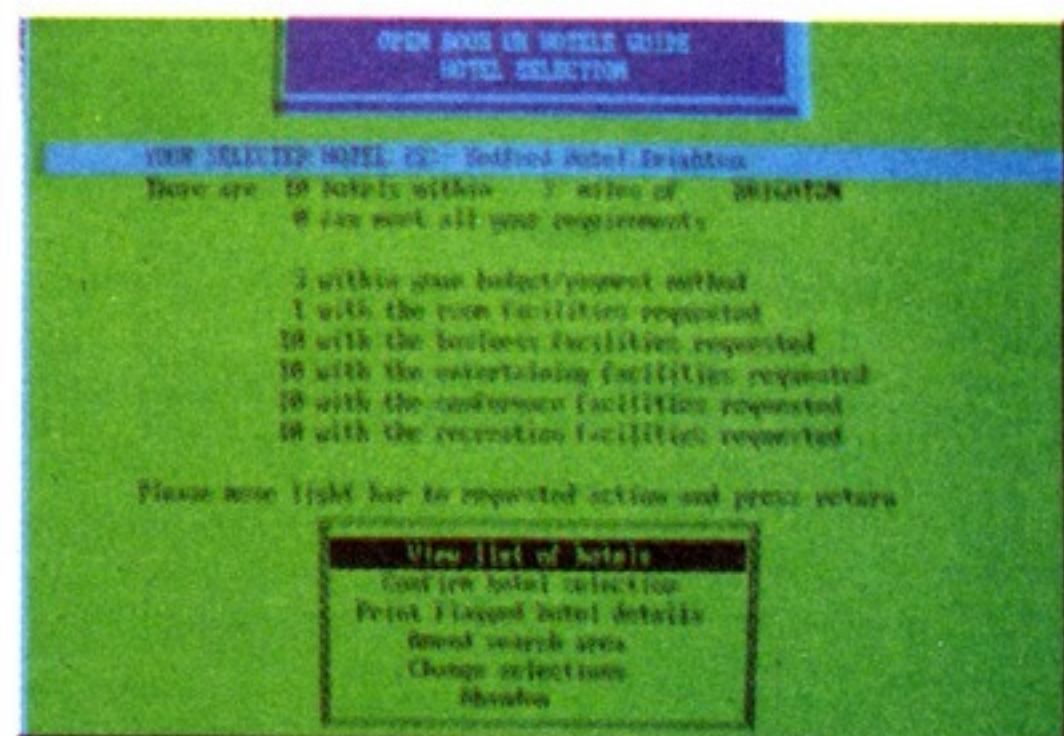 OPEN BOOK UK HOTELS GUIDE
HOTEL SELECTION
YOUR SELECTED HOTEL IS: Bedford Hotel Brighton
There are 10 hotels within miles of BRIGHTON
0 can meet all your requirements
3 within your budget/payment method
1 with the room facilities requested
10 with the business facilities requested
10 with the entertaining facilities requested
10 with the conference facilities requested
10 with the recreation facilities requested
Please move light bar to requested action and press return
View list of hotels
Confirm hotel selection
Print flagged hotel details
Amend search area
Change selections
Abandon